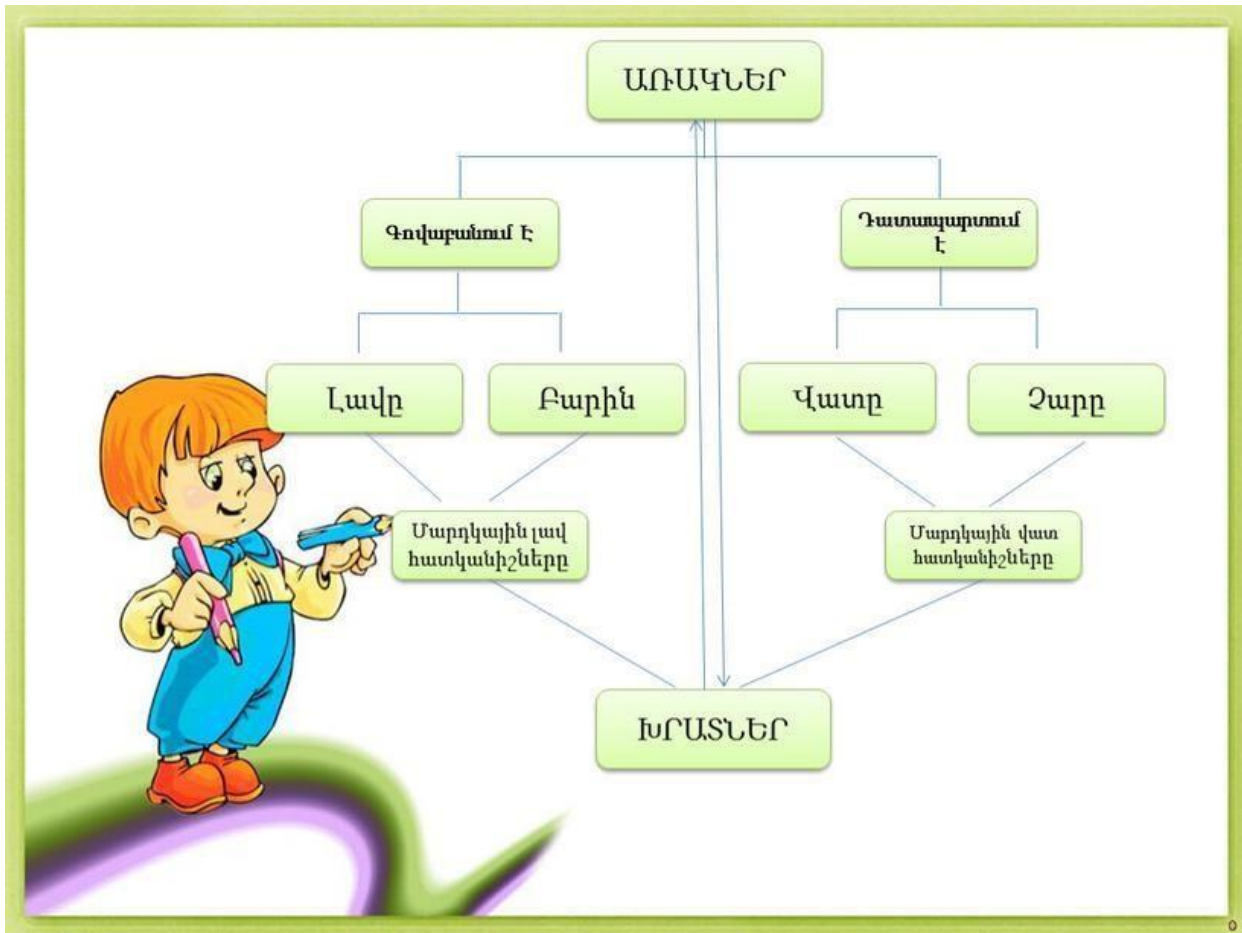 ԱՌԱԿՆԵՐ
Գովաբանում է
Դատապարտում
է
Լավը
Բարին
Վատը
Չարը
Մարդկային լավ
հատկանիշները
Մարդկային վատ
հատկանիշները
ԽՐԱՏՆԵՐ